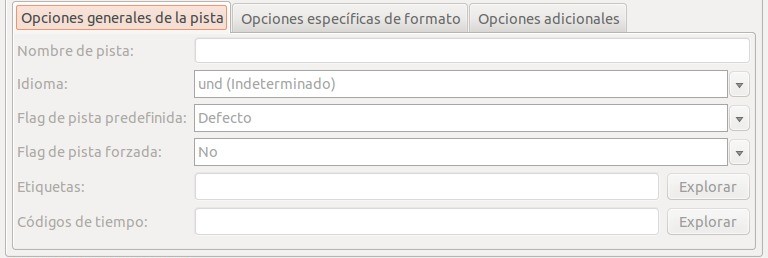 Opciones generales de la pista Opciones específicas de formato Opciones adicionales
Nombre de pista:
Idioma: und (Indeterminado)
Flag de pista predefinida: Defecto
Flag de pista forzada: No
Etiquetas: Explorar
Códigos de tiempo: Explorar